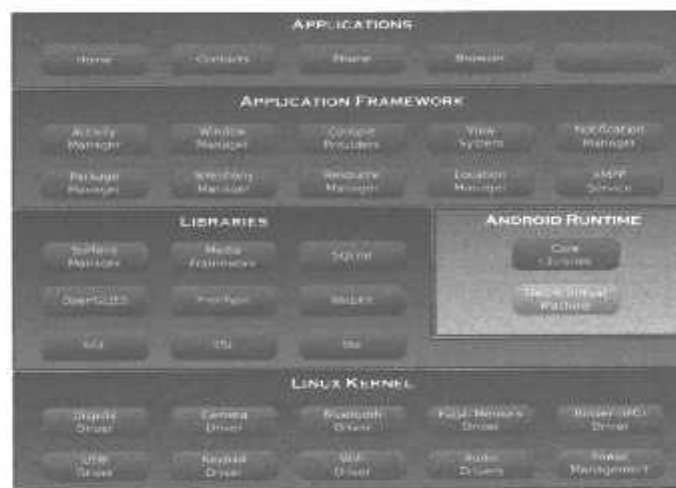 APPLICATIONS
Home
Contacts
Phone
Browser
APPLICATION FRAMEWORK
Activity
Manager
Window
Manager
Content
Providers
View
System
Notification
Manager
Package
Manager
Telephony
Manager
Resource
Manager
Location
Manager
XMPP
Service
LIBRARIES
Surface
Manager
Media
Framework
SQLite
OpenGL|ES
FreeType
WebKit
SGL
SSL
ANDROID RUNTIME
Core
Libraries
Dalvik Virtual
Machine
LINUX KERNEL
Display
Driver
Camera
Driver
Bluetooth
Driver
Flash Memory
Driver
Binder (IPC)
Driver
USB
Driver
Keypad
Driver
WiFi
Driver
Audio
Drivers
Power
Management